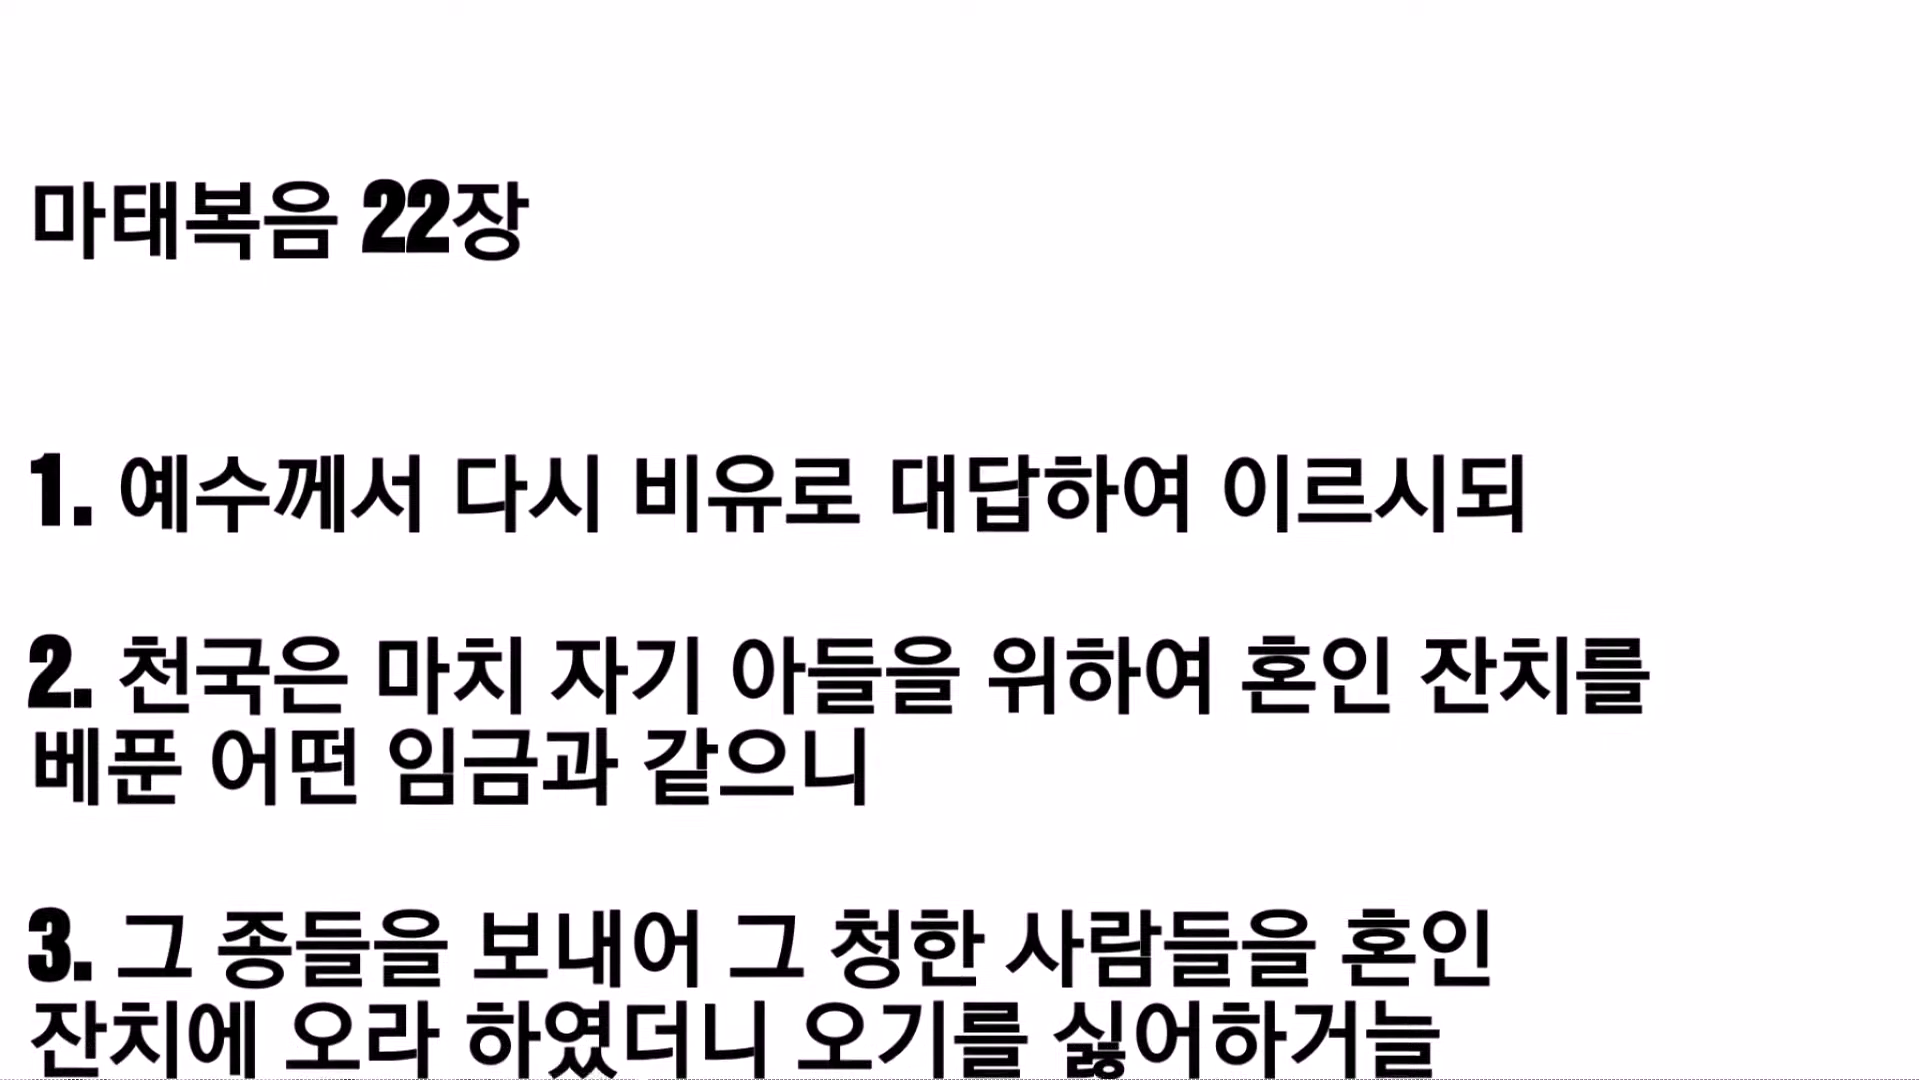 마태복음 22장
1. 예수께서 다시 비유로 대답하여 이르시되
2. 천국은 마치 자기 아들을 위하여 혼인 잔치를
베푼 어떤 임금과 같으니
3. 그 종들을 보내어 그 청한 사람들을 혼인
잔치에 오라 하였더니 오기를 싫어하거늘